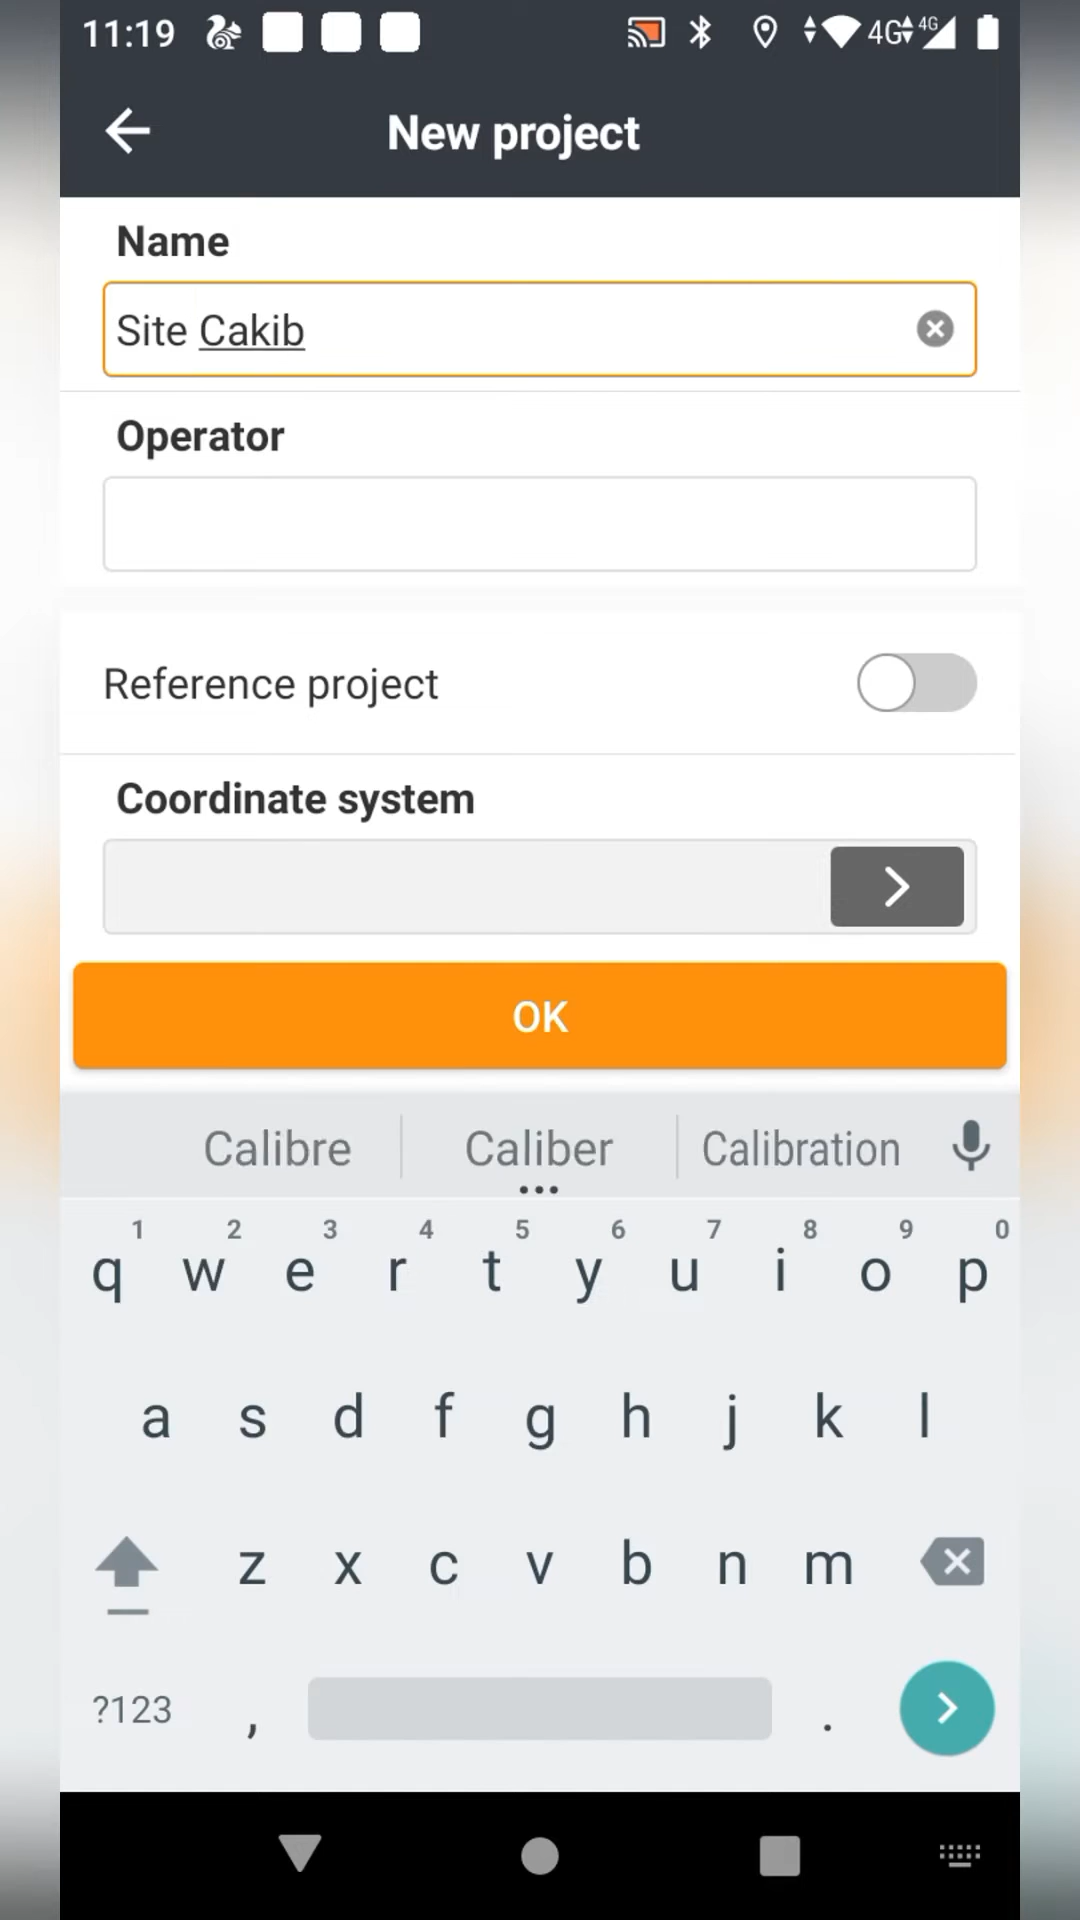 11:19 4G 4G
New project
Name
Site Cakib
Operator
Reference project
Coordinate system
OK
Calibre Caliber Calibration
1 2 3 4 5 6 7 8 9 0
q w e r t y u i o p
a s d f g h j k l
z x c v b n m
?123 , .